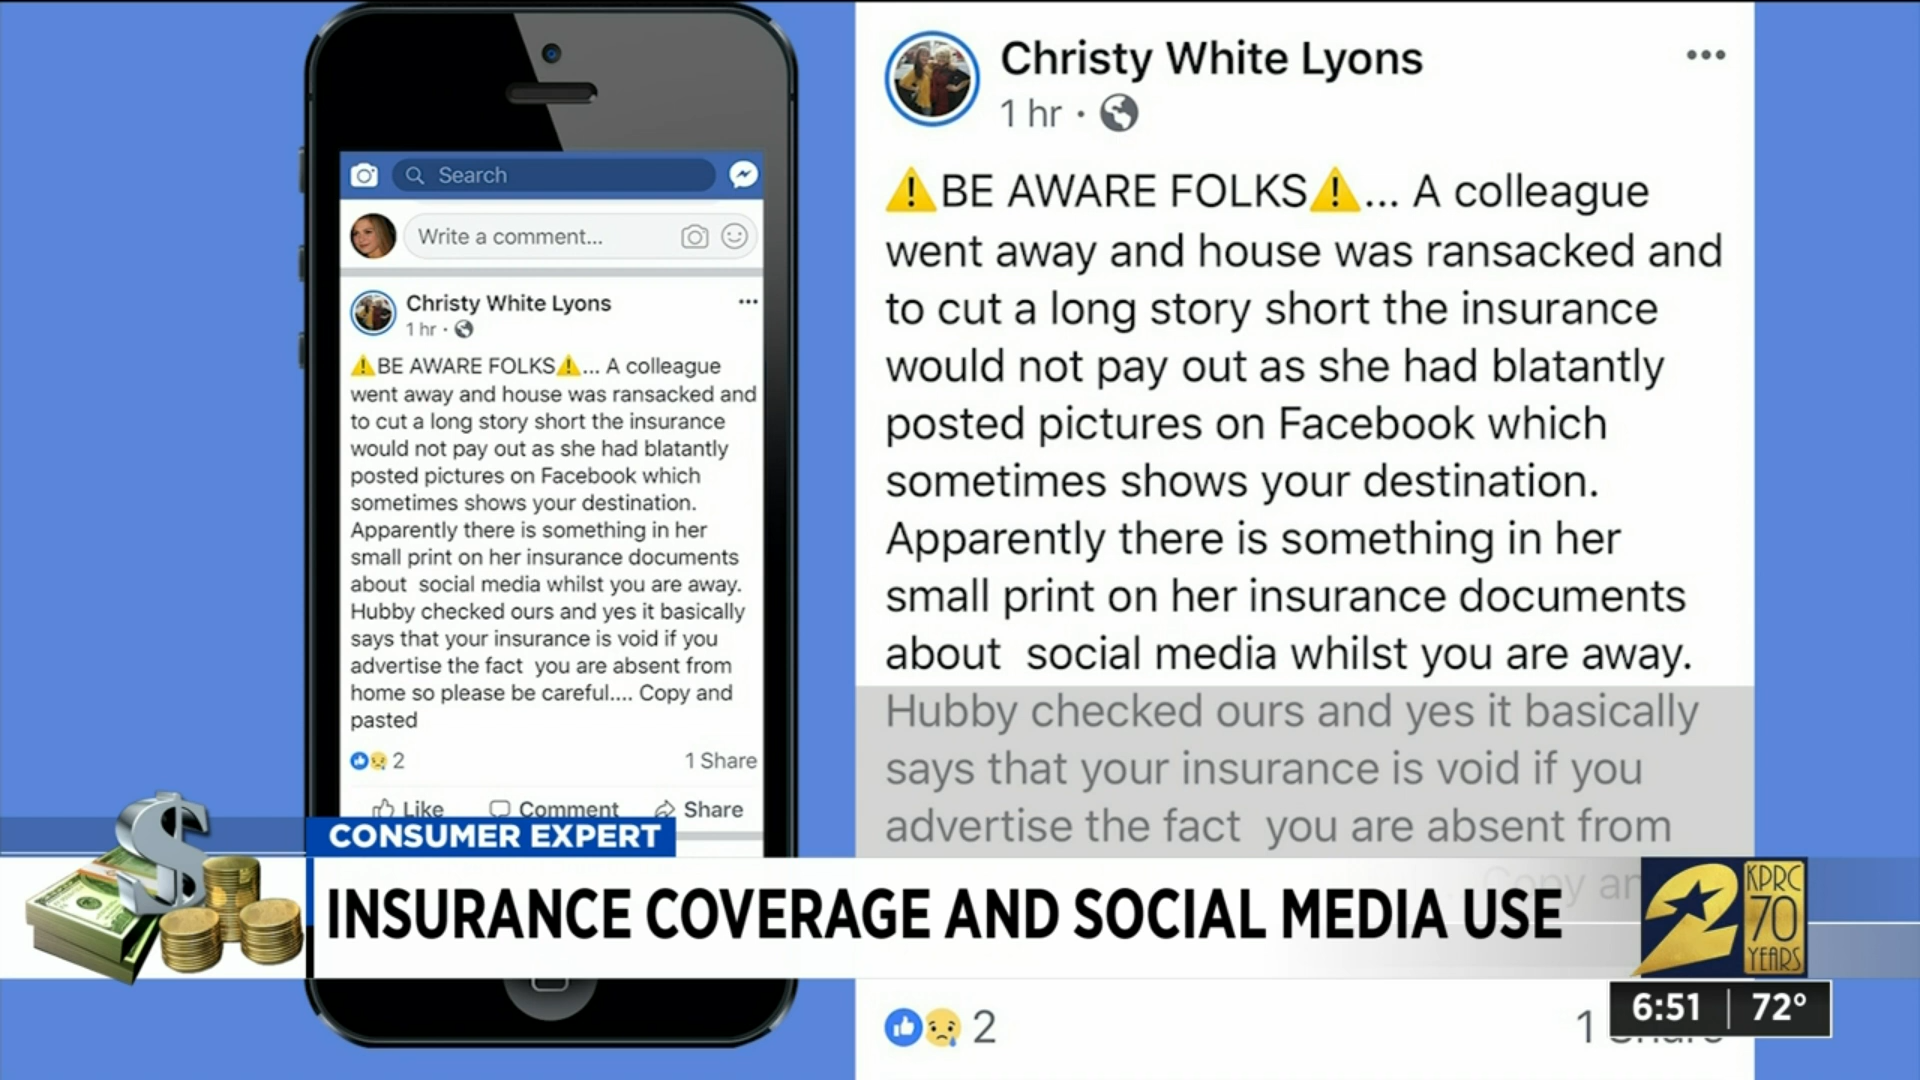 Search
Write a comment...
Christy White Lyons
1 hr ·
⚠BE AWARE FOLKS⚠... A colleague
went away and house was ransacked and
to cut a long story short the insurance
would not pay out as she had blatantly
posted pictures on Facebook which
sometimes shows your destination.
Apparently there is something in her
small print on her insurance documents
about  social media whilst you are away.
Hubby checked ours and yes it basically
says that your insurance is void if you
advertise the fact  you are absent from
home so please be careful.... Copy and
pasted
2
1 Share
Like Comment Share
Christy White Lyons
1 hr ·
⚠BE AWARE FOLKS⚠... A colleague
went away and house was ransacked and
to cut a long story short the insurance
would not pay out as she had blatantly
posted pictures on Facebook which
sometimes shows your destination.
Apparently there is something in her
small print on her insurance documents
about  social media whilst you are away.
Hubby checked ours and yes it basically
says that your insurance is void if you
advertise the fact  you are absent from
Copy
2
1
CONSUMER EXPERT
INSURANCE COVERAGE AND SOCIAL MEDIA USE
2
KPRC
70
YEARS
6:51 | 72°